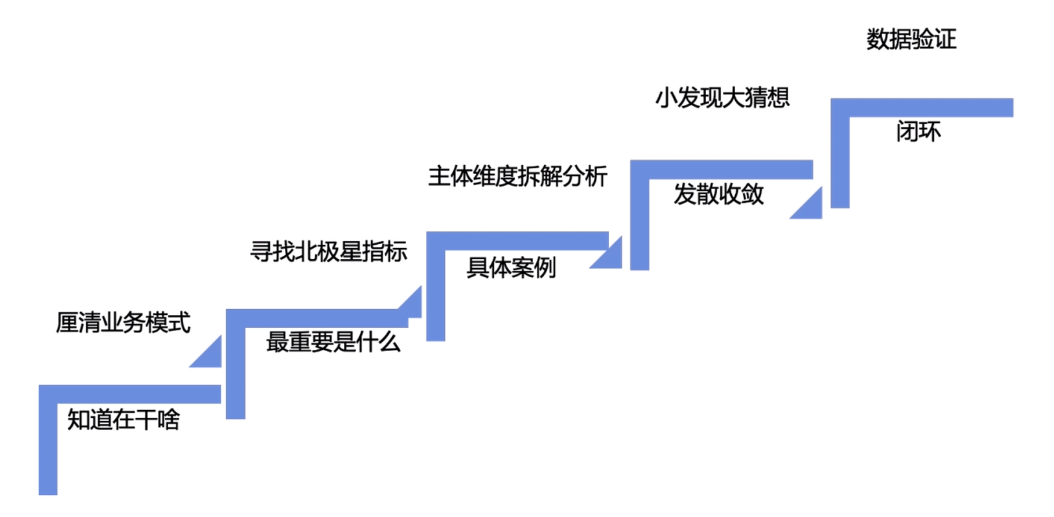 厘清业务模式
知道在干啥
寻找北极星指标
最重要是什么
主体维度拆解分析
具体案例
小发现大猜想
发散收敛
数据验证
闭环